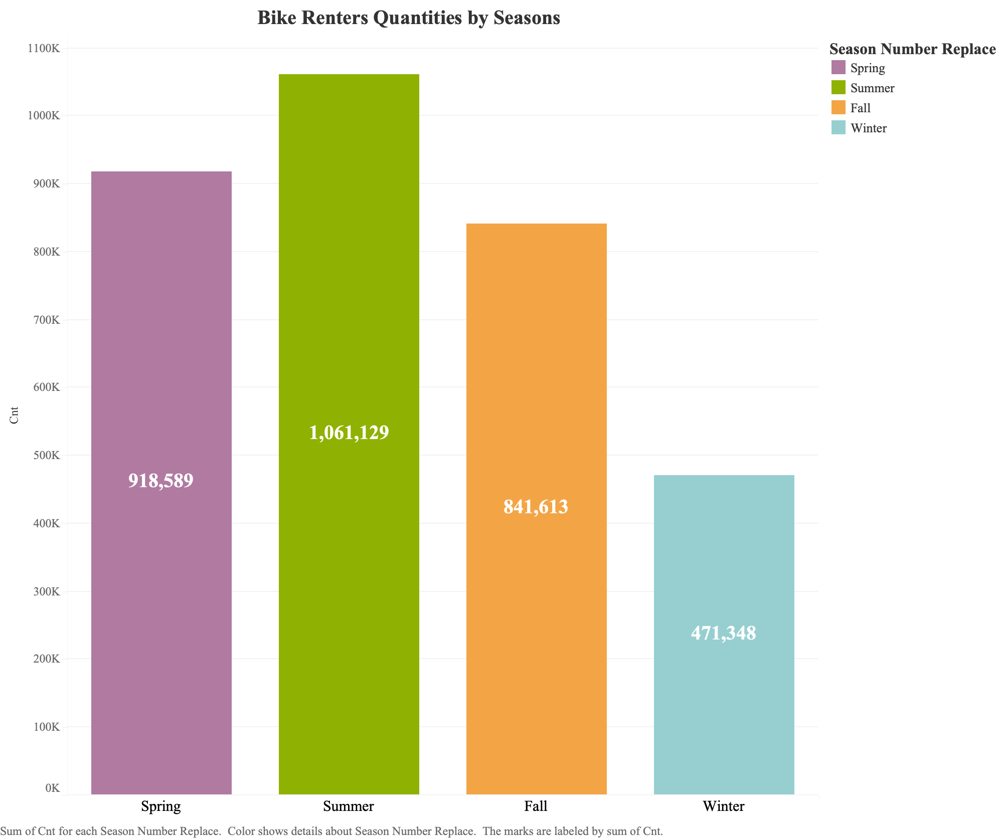 Bike Renters Quantities by Seasons
Season Number Replace
Spring
Summer
Fall
Winter
1100K
1000K
900K
800K
700K
600K
500K
400K
300K
200K
100K
0K
Cnt
918,589
1,061,129
841,613
471,348
Spring
Summer
Fall
Winter
Sum of Cnt for each Season Number Replace.  Color shows details about Season Number Replace.  The marks are labeled by sum of Cnt.